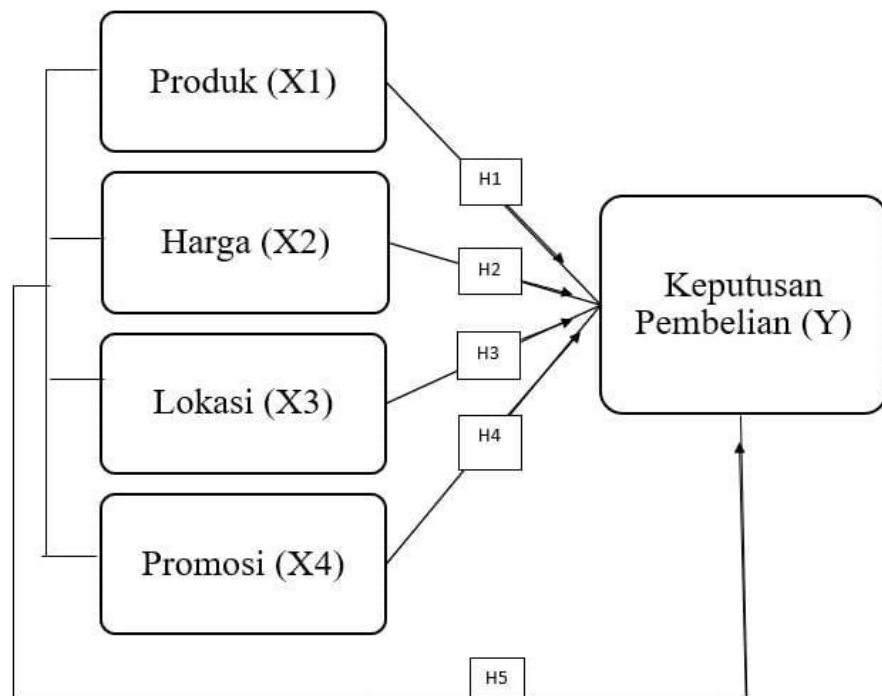 Produk (X1)
H1
Harga (X2)
H2
Keputusan
Pembelian (Y)
H3
Lokasi (X3)
H4
Promosi (X4)
H5